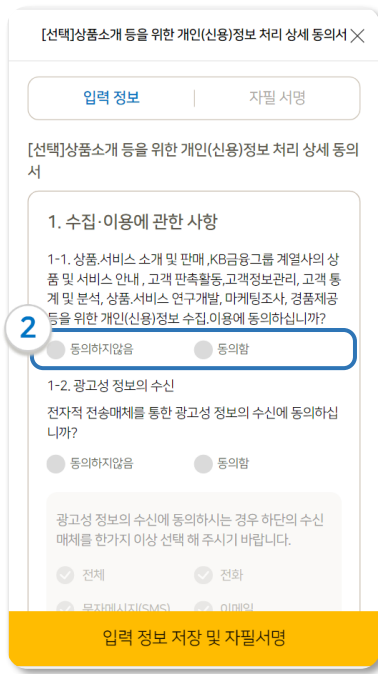 [선택]상품소개 등을 위한 개인(신용)정보 처리 상세 동의서
입력 정보
자필 서명
[선택]상품소개 등을 위한 개인(신용)정보 처리 상세 동의
서
1. 수집·이용에 관한 사항
1-1. 상품.서비스 소개 및 판매 ,KB금융그룹 계열사의 상
품 및 서비스 안내 , 고객 판촉활동,고객정보관리, 고객 통
계 및 분석, 상품.서비스 연구개발, 마케팅조사, 경품제공
등을 위한 개인(신용)정보 수집.이용에 동의하십니까?
2
동의하지않음 동의함
1-2. 광고성 정보의 수신
전자적 전송매체를 통한 광고성 정보의 수신에 동의하십
니까?
동의하지않음 동의함
광고성 정보의 수신에 동의하시는 경우 하단의 수신
매체를 한가지 이상 선택 해 주시기 바랍니다.
전체 전화
문자메시지(SMS) 이메일
입력 정보 저장 및 자필서명